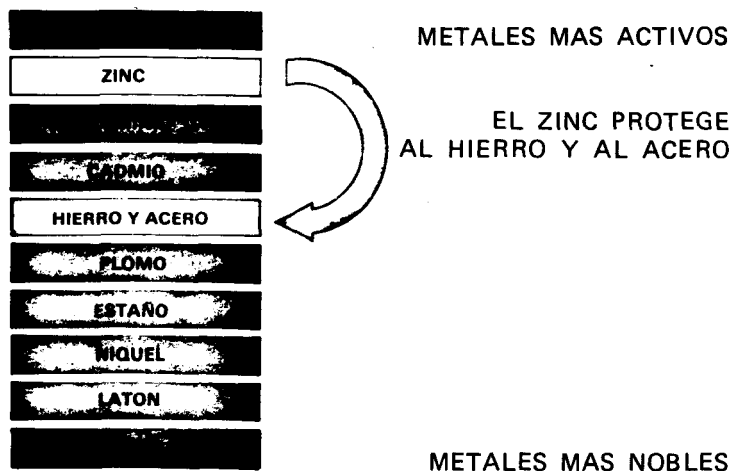 METALES MAS ACTIVOS
ZINC
EL ZINC PROTEGE
AL HIERRO Y AL ACERO
CADMIO
HIERRO Y ACERO
PLOMO
ESTAÑO
NIQUEL
LATON
METALES MAS NOBLES